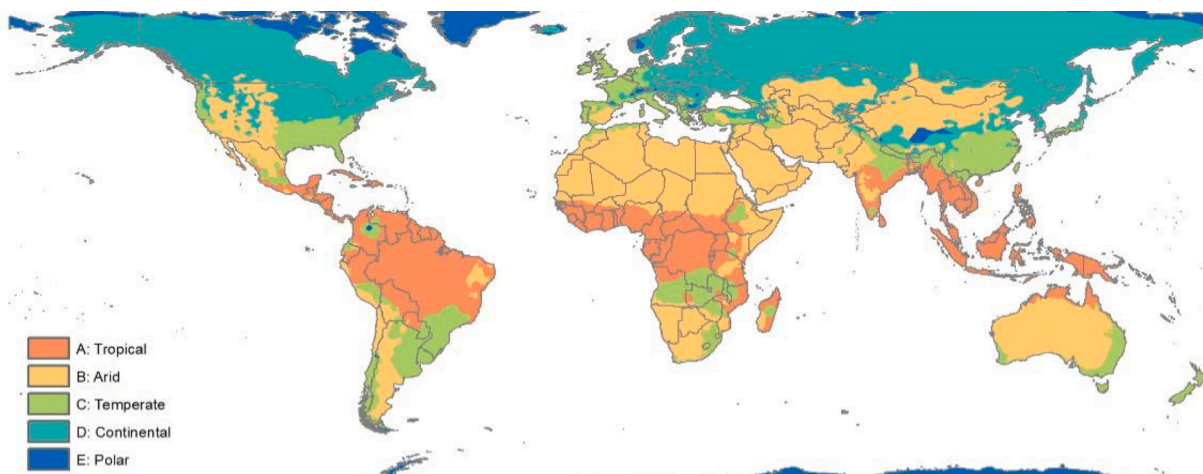 A: Tropical
B: Arid
C: Temperate
D: Continental
E: Polar